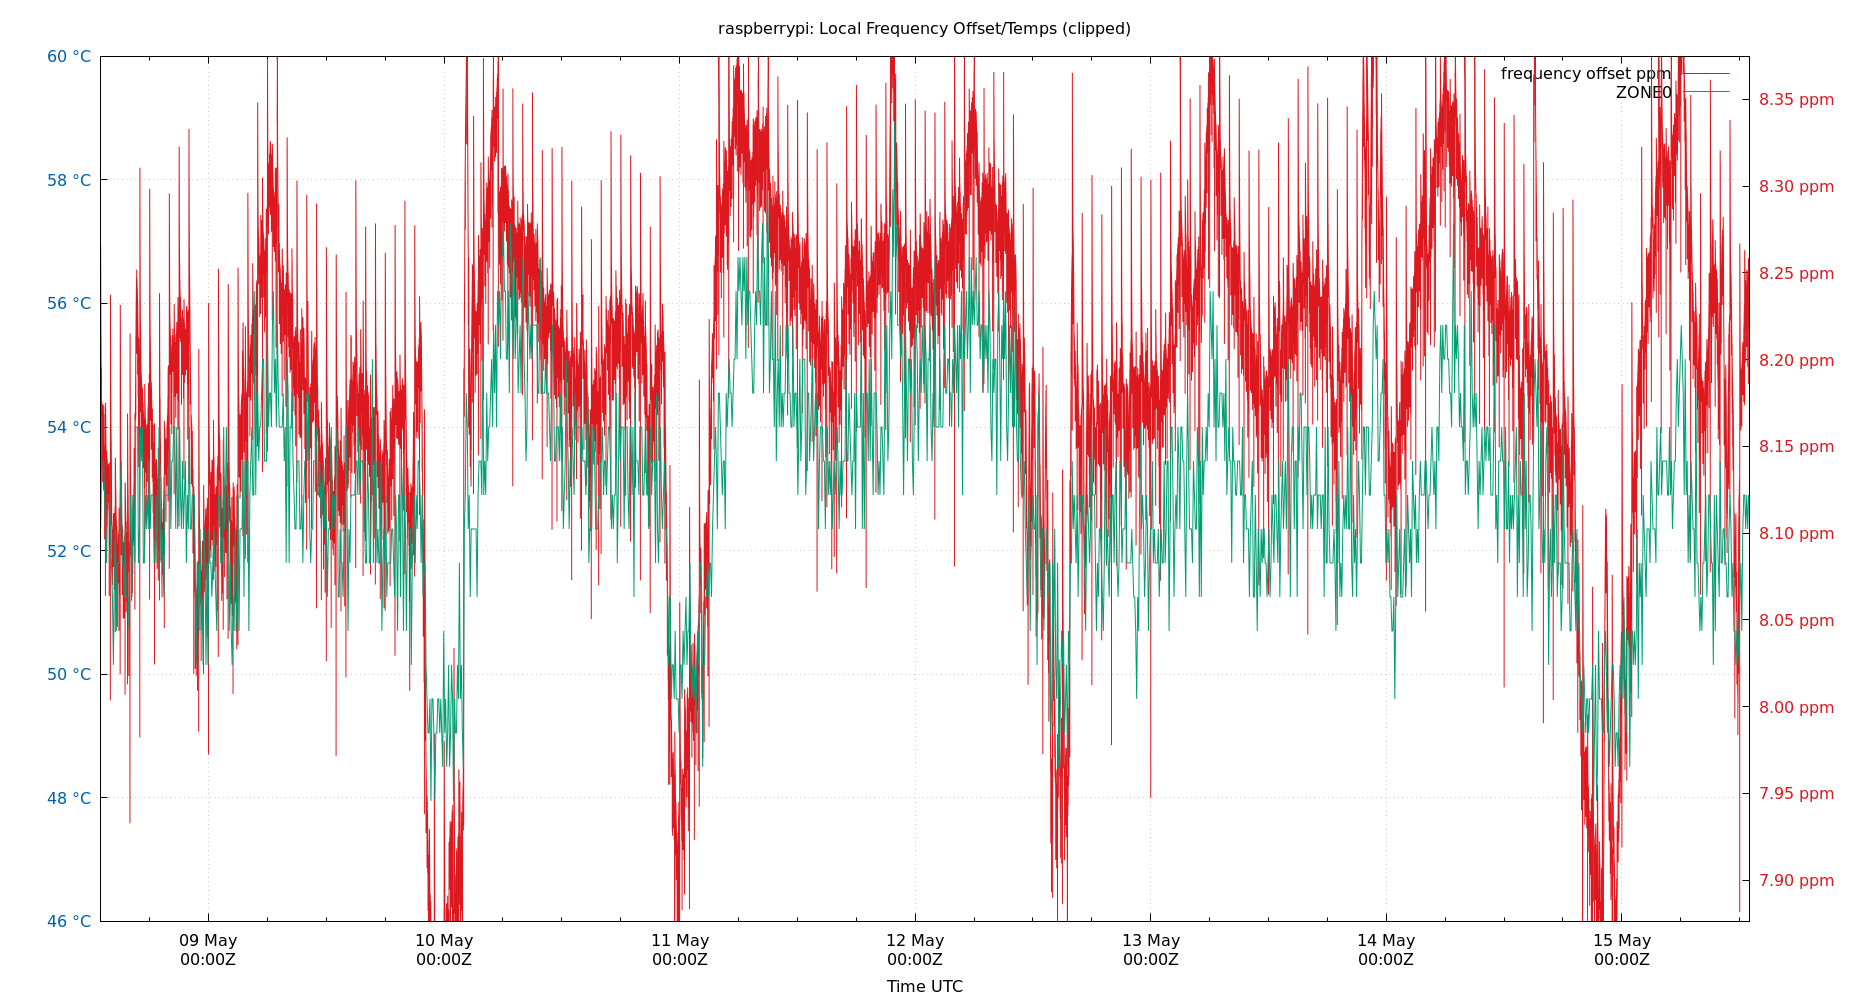 raspberrypi: Local Frequency Offset/Temps (clipped)
60 °C
58 °C
56 °C
54 °C
52 °C
50 °C
48 °C
46 °C
frequency offset ppm
ZONE0
8.35 ppm
8.30 ppm
8.25 ppm
8.20 ppm
8.15 ppm
8.10 ppm
8.05 ppm
8.00 ppm
7.95 ppm
7.90 ppm
09 May
00:00Z
10 May
00:00Z
11 May
00:00Z
12 May
00:00Z
13 May
00:00Z
14 May
00:00Z
15 May
00:00Z
Time UTC